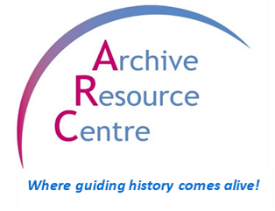 Archive
Resource
Centre
Where guiding history comes alive!